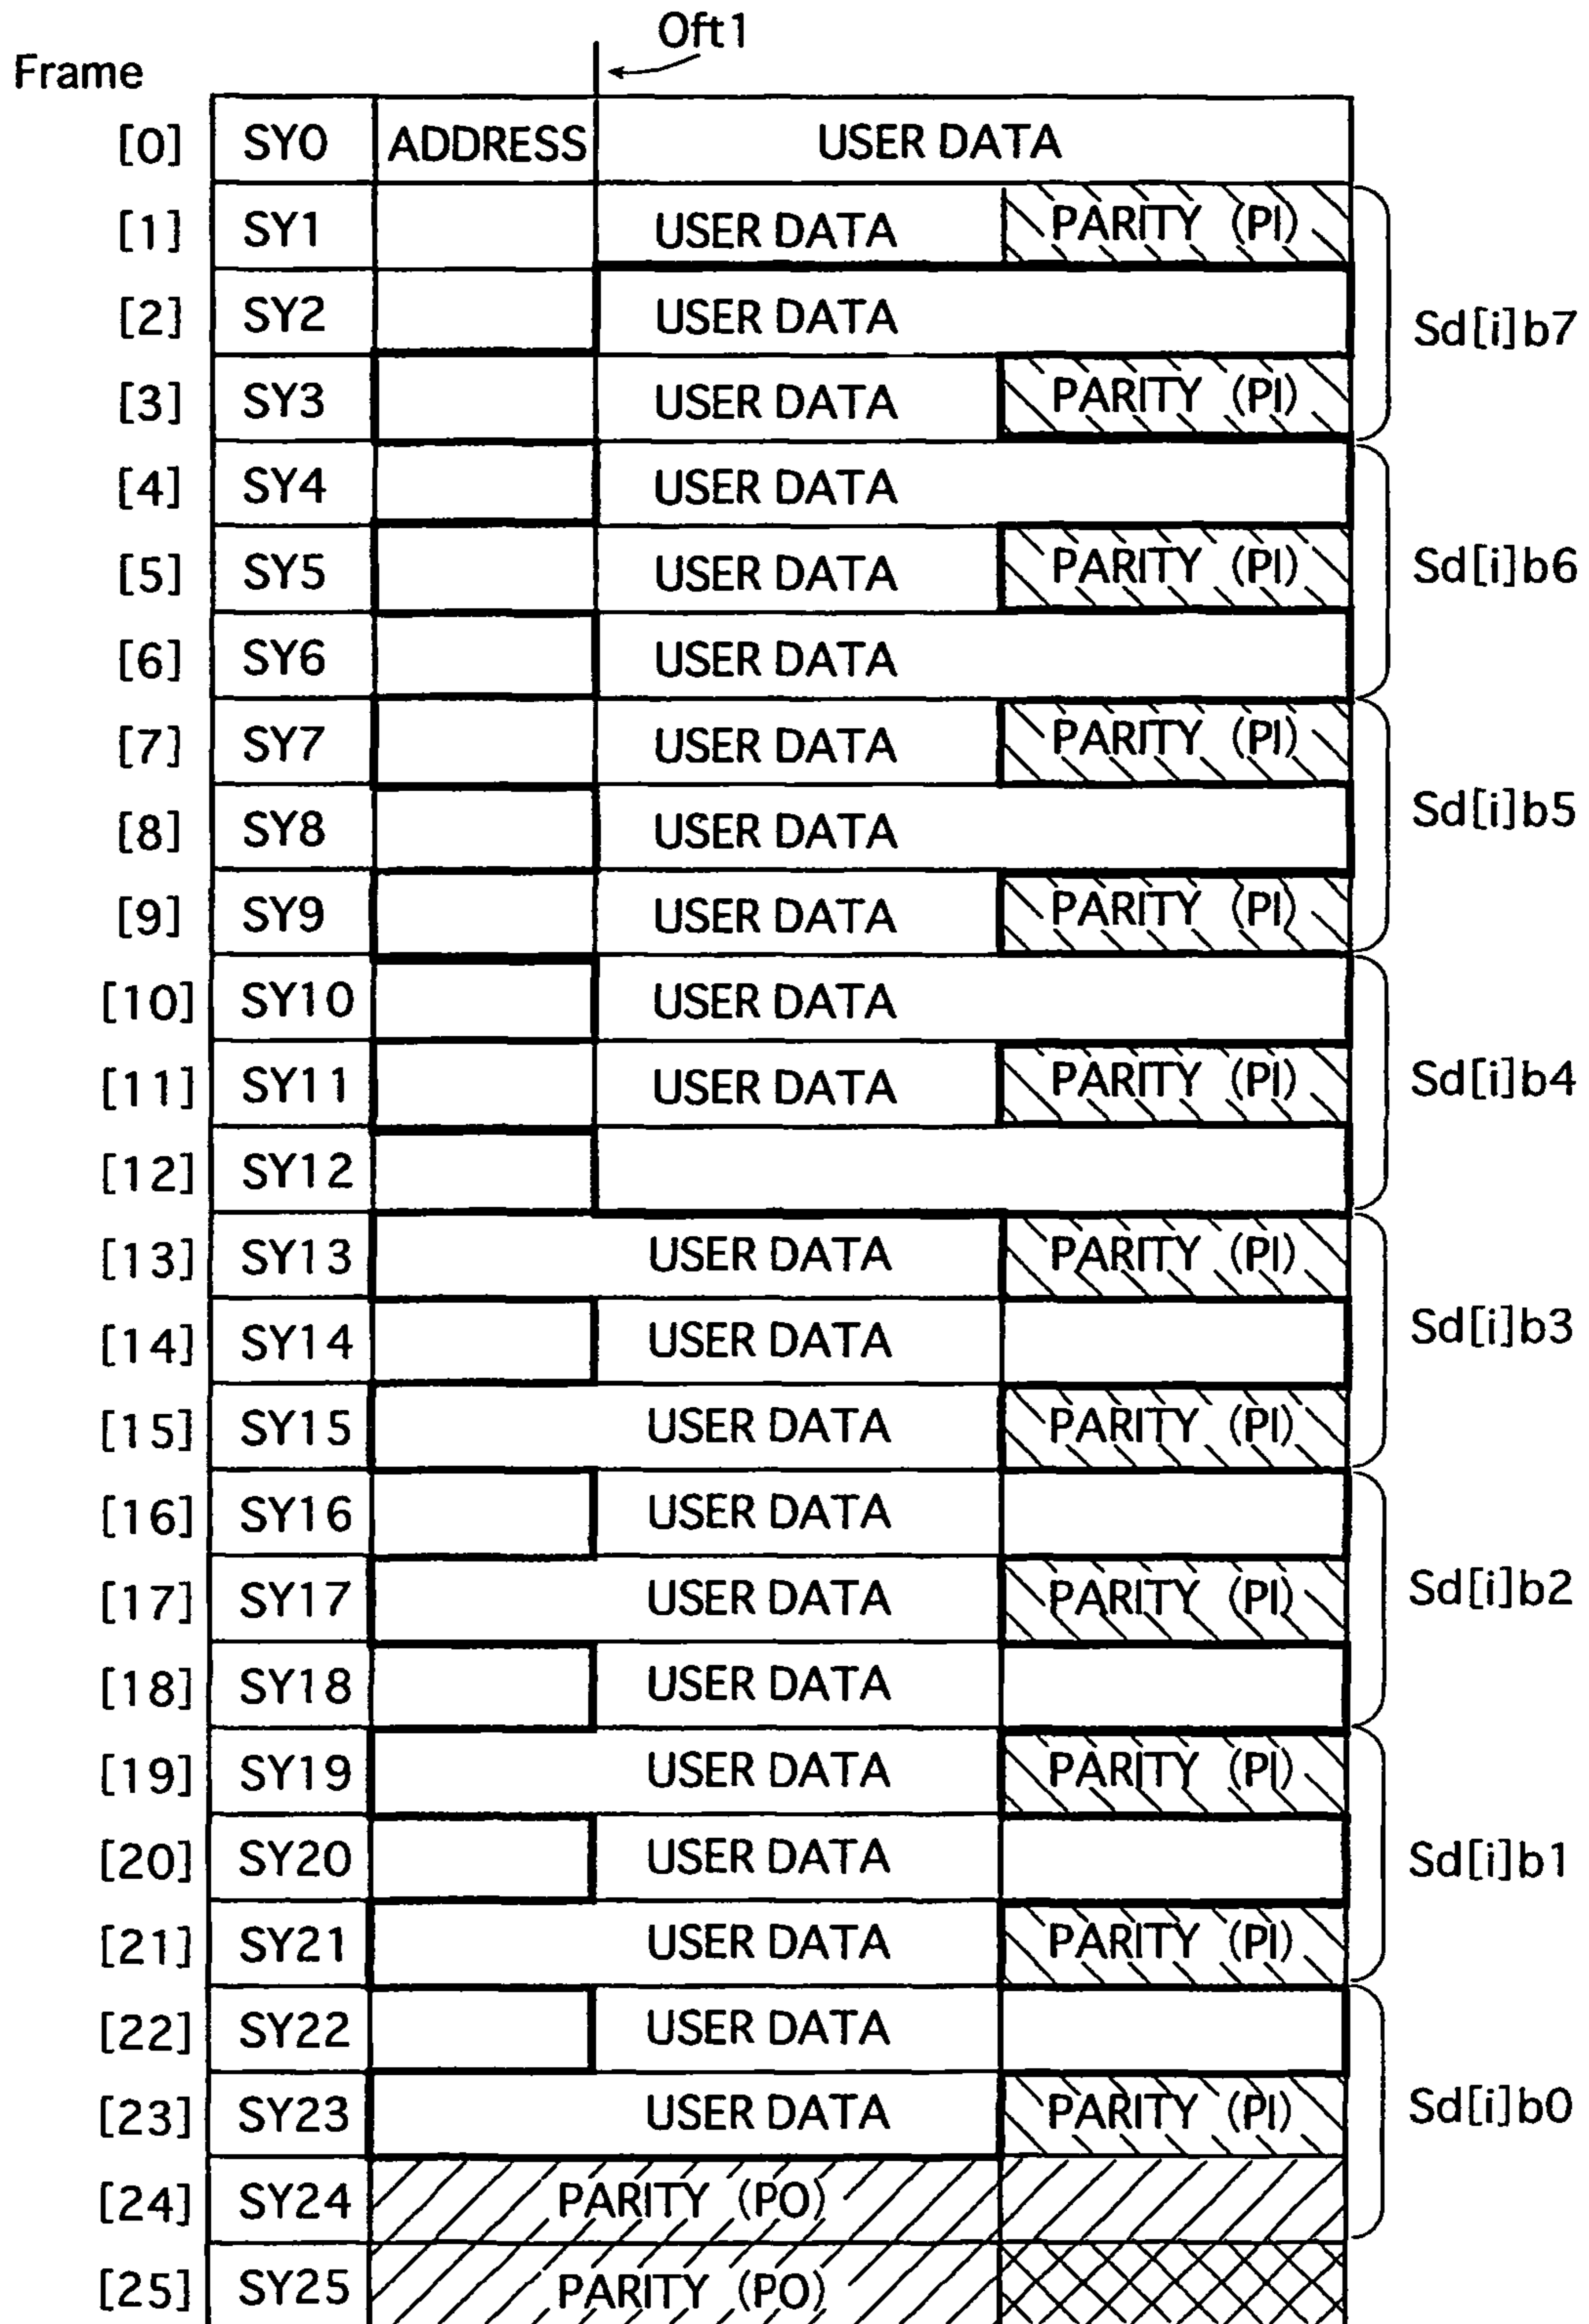 Oft1
Frame
[0] SY0 ADDRESS USER DATA
[1] SY1 USER DATA PARITY (PI)
[2] SY2 USER DATA
Sd[i]b7
[3] SY3 USER DATA PARITY (PI)
[4] SY4 USER DATA
[5] SY5 USER DATA PARITY (PI)
Sd[i]b6
[6] SY6 USER DATA
[7] SY7 USER DATA PARITY (PI)
[8] SY8 USER DATA
Sd[i]b5
[9] SY9 USER DATA PARITY (PI)
[10] SY10 USER DATA
[11] SY11 USER DATA PARITY (PI)
Sd[i]b4
[12] SY12
[13] SY13 USER DATA PARITY (PI)
[14] SY14 USER DATA
Sd[i]b3
[15] SY15 USER DATA PARITY (PI)
[16] SY16 USER DATA
[17] SY17 USER DATA PARITY (PI)
Sd[i]b2
[18] SY18 USER DATA
[19] SY19 USER DATA PARITY (PI)
[20] SY20 USER DATA
Sd[i]b1
[21] SY21 USER DATA PARITY (PI)
[22] SY22 USER DATA
[23] SY23 USER DATA PARITY (PI)
Sd[i]b0
[24] SY24 PARITY (PO)
[25] SY25 PARITY (PO)